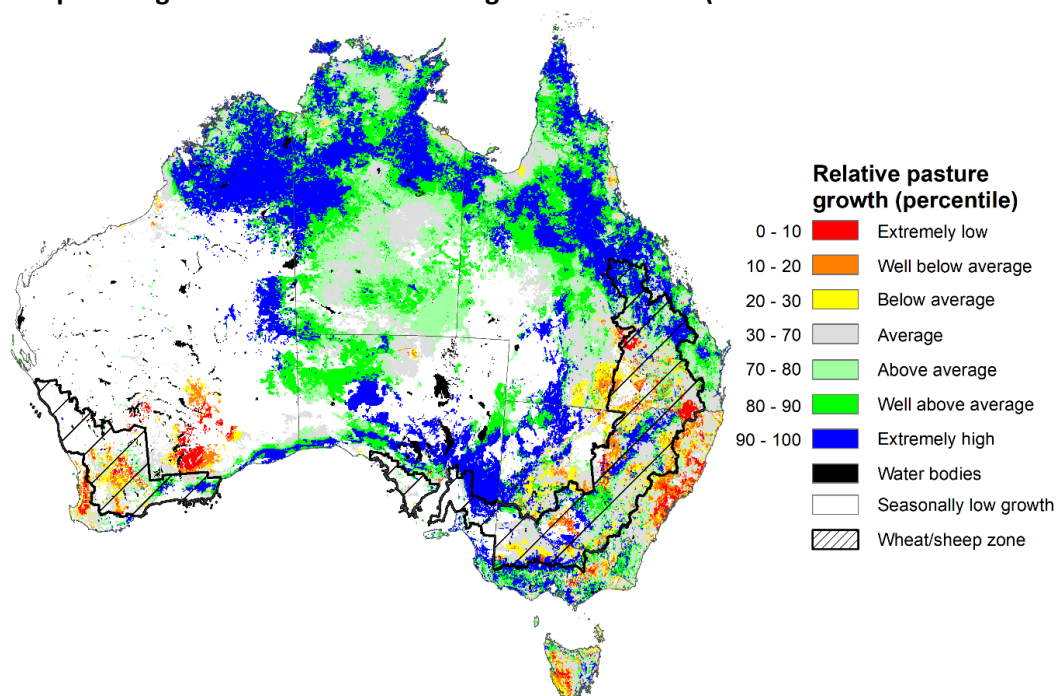 Relative pasture
growth (percentile)
0 - 10 Extremely low
10 - 20 Well below average
20 - 30 Below average
30 - 70 Average
70 - 80 Above average
80 - 90 Well above average
90 - 100 Extremely high
Water bodies
Seasonally low growth
Wheat/sheep zone